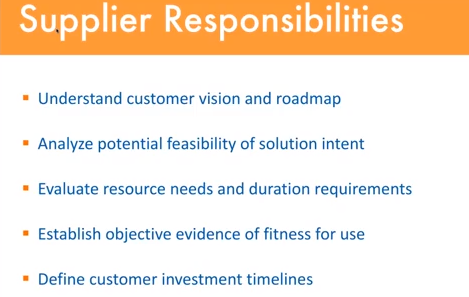 Supplier Responsibilities
▪ Understand customer vision and roadmap
▪ Analyze potential feasibility of solution intent
▪ Evaluate resource needs and duration requirements
▪ Establish objective evidence of fitness for use
▪ Define customer investment timelines